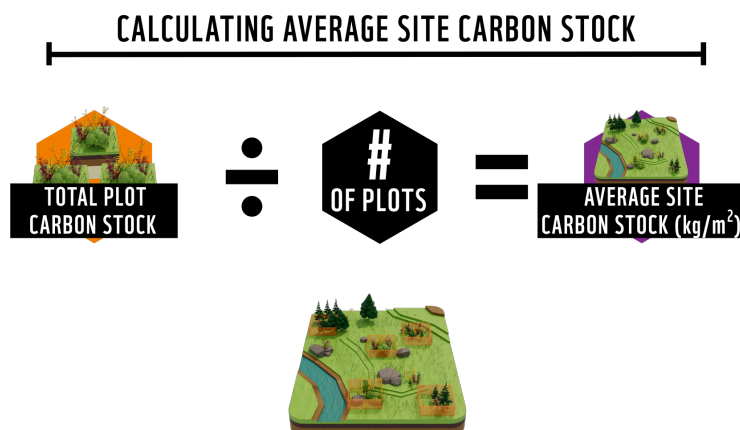 CALCULATING AVERAGE SITE CARBON STOCK
TOTAL PLOT
CARBON STOCK
÷
#
OF PLOTS
=
AVERAGE SITE
CARBON STOCK (kg/m²)